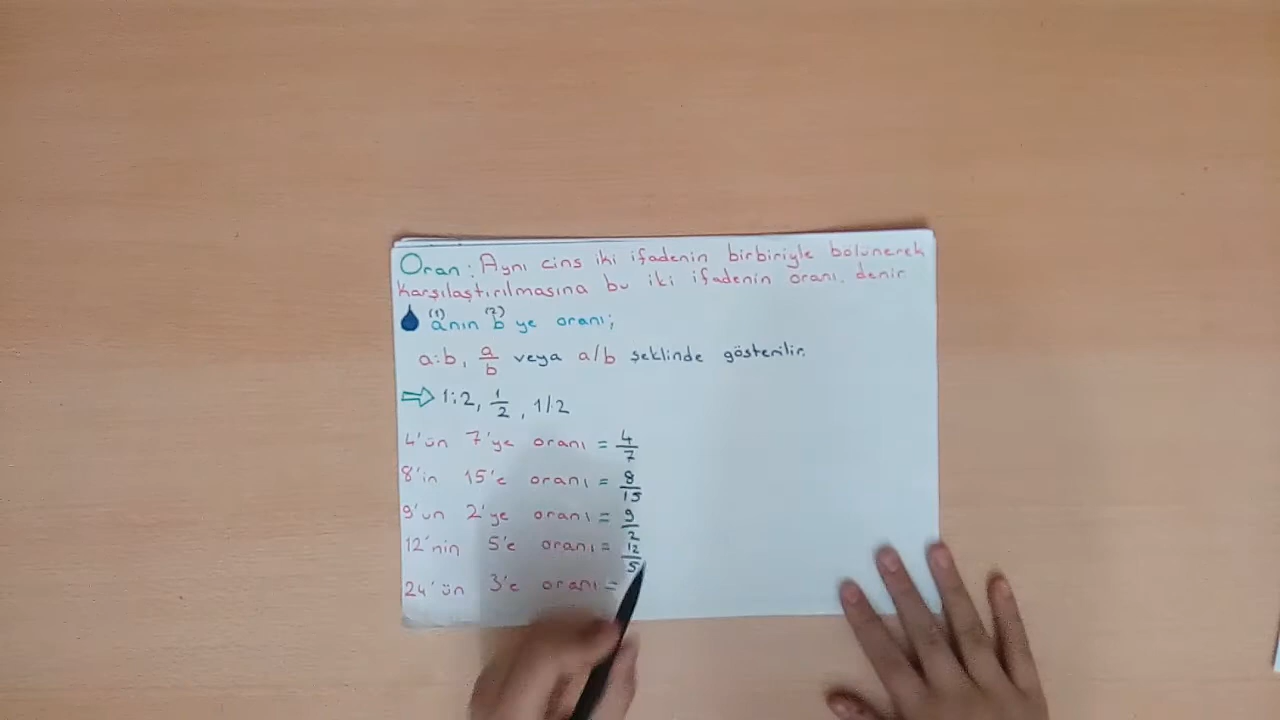 Oran: Aynı cins iki ifadenin birbiriyle bölünerek
karşılaştırılmasına bu iki ifadenin oranı. denir
(1) (7)
anın b ye oranı;
a:b, a/b veya a/b şeklinde gösterilir.
⇒ 1:2, 1/2, 1/2
4'ün 7'ye oranı = 4/7
8'in 15'e oranı = 8/15
9'un 2'ye oranı = 9/2
12'nin 5'e oranı = 12/5
24'ün 3'e oranı =